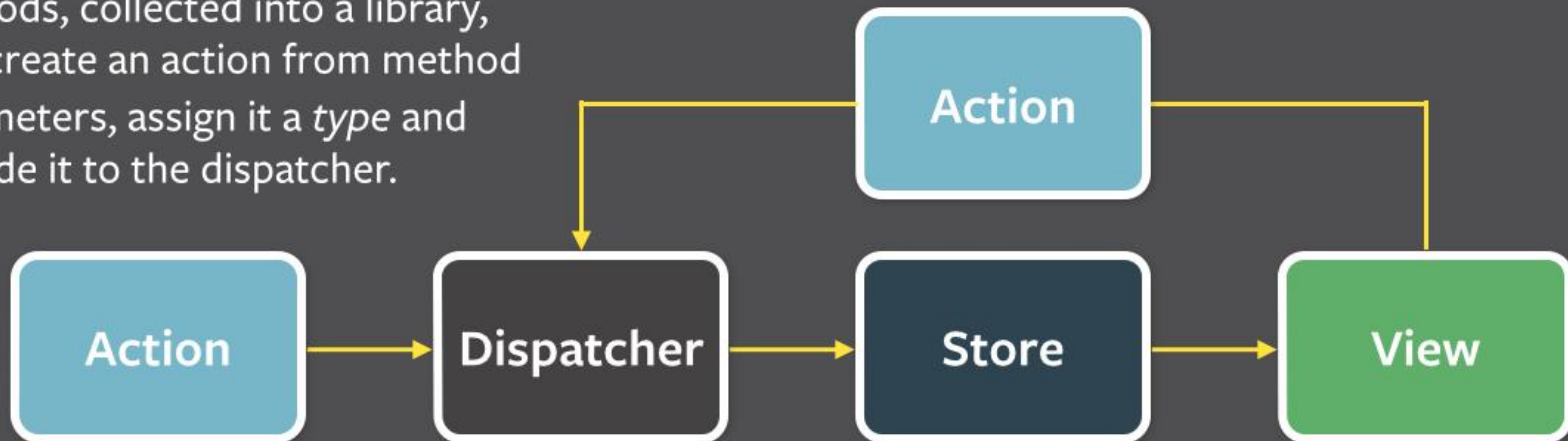 ods, collected into a library,
create an action from method
neters, assign it a type and
de it to the dispatcher.
Action
Action
Dispatcher
Store
View